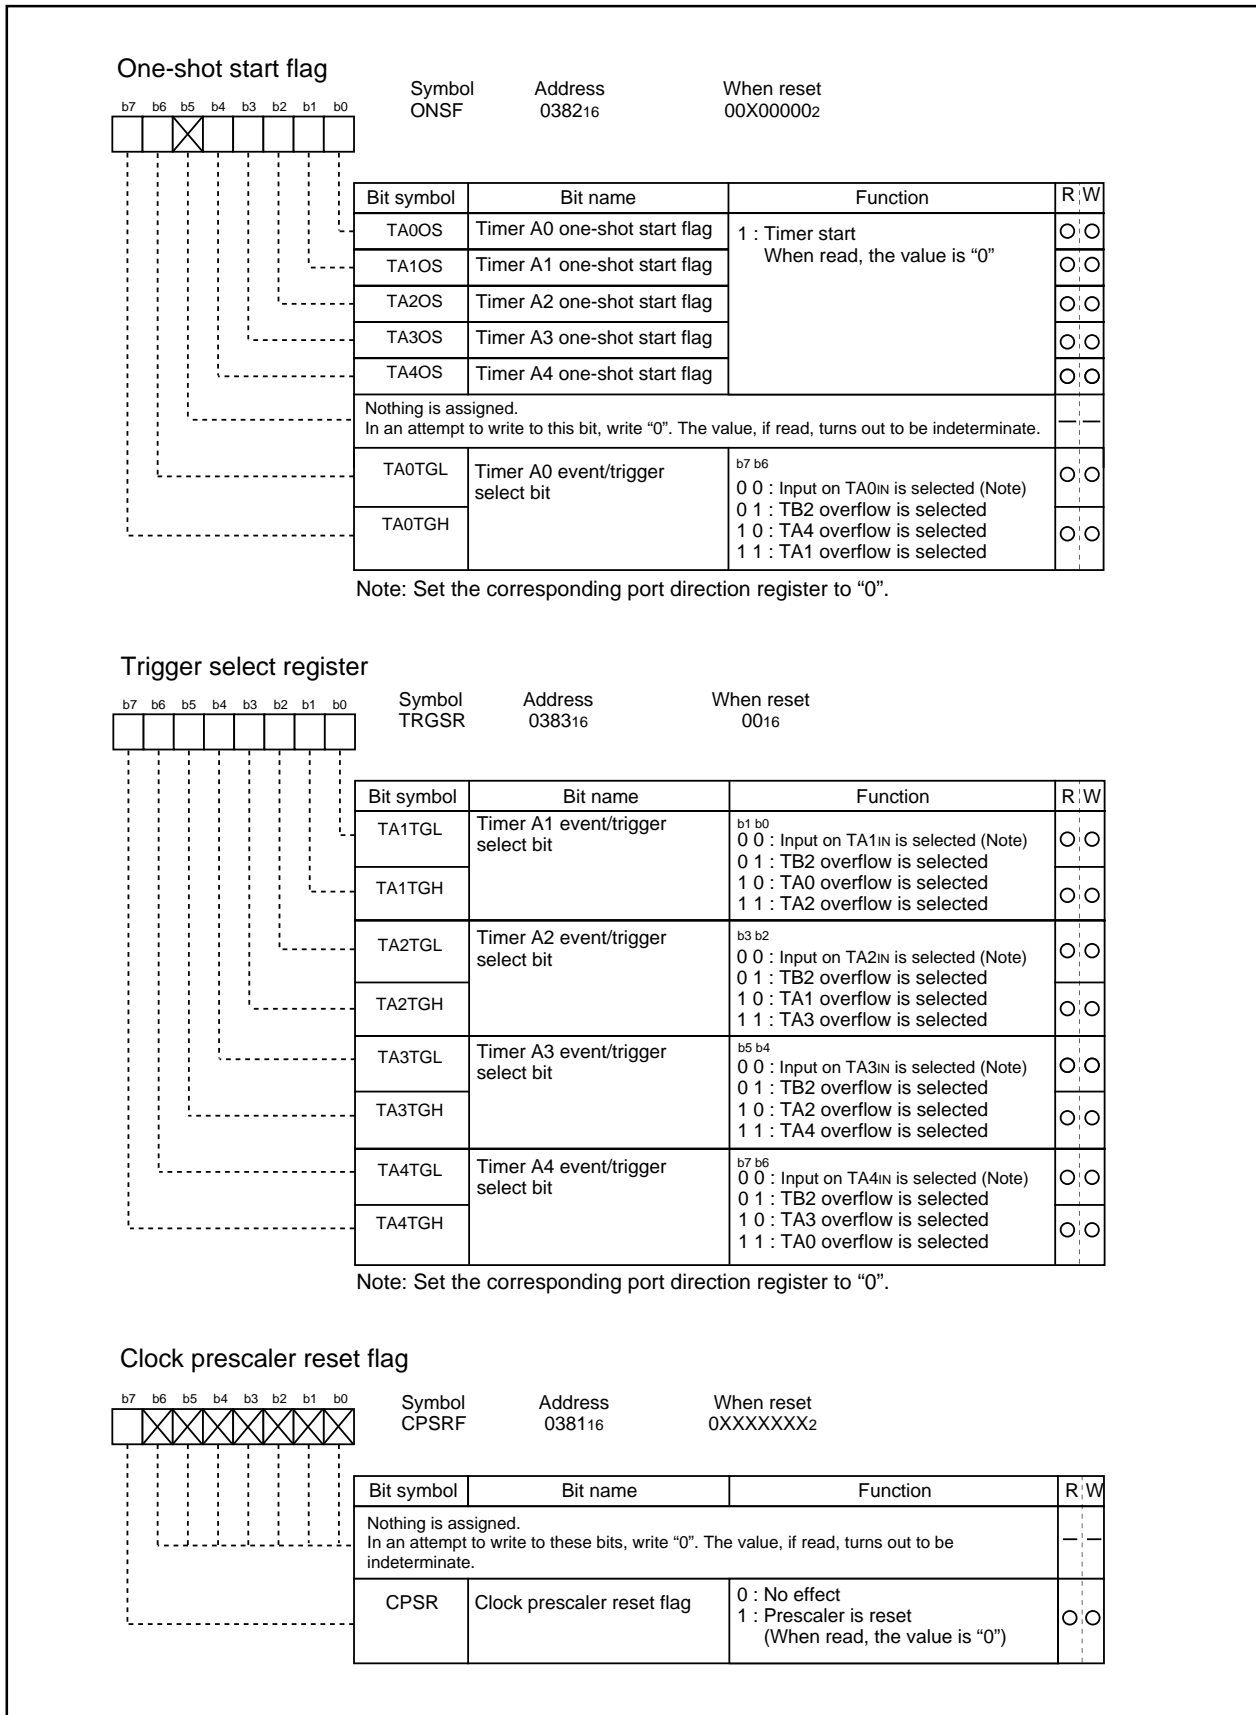 One-shot start flag
Symbol Address When reset
b7 b6 b5 b4 b3 b2 b1 b0
ONSF 038216 00X000002
Bit symbol Bit name Function R W
TA0OS Timer A0 one-shot start flag 1 : Timer start
When read, the value is “0”
TA1OS Timer A1 one-shot start flag
TA2OS Timer A2 one-shot start flag
TA3OS Timer A3 one-shot start flag
TA4OS Timer A4 one-shot start flag
Nothing is assigned.
In an attempt to write to this bit, write “0”. The value, if read, turns out to be indeterminate.
TA0TGL Timer A0 event/trigger
select bit
b7 b6
0 0 : Input on TA0IN is selected (Note)
0 1 : TB2 overflow is selected
TA0TGH 1 0 : TA4 overflow is selected
1 1 : TA1 overflow is selected
Note: Set the corresponding port direction register to “0”.
Trigger select register
Symbol Address When reset
b7 b6 b5 b4 b3 b2 b1 b0
TRGSR 038316 0016
Bit symbol Bit name Function R W
TA1TGL Timer A1 event/trigger
select bit
b1 b0
0 0 : Input on TA1IN is selected (Note)
0 1 : TB2 overflow is selected
TA1TGH 1 0 : TA0 overflow is selected
1 1 : TA2 overflow is selected
TA2TGL Timer A2 event/trigger
select bit
b3 b2
0 0 : Input on TA2IN is selected (Note)
0 1 : TB2 overflow is selected
TA2TGH 1 0 : TA1 overflow is selected
1 1 : TA3 overflow is selected
TA3TGL Timer A3 event/trigger
select bit
b5 b4
0 0 : Input on TA3IN is selected (Note)
0 1 : TB2 overflow is selected
TA3TGH 1 0 : TA2 overflow is selected
1 1 : TA4 overflow is selected
TA4TGL Timer A4 event/trigger
select bit
b7 b6
0 0 : Input on TA4IN is selected (Note)
0 1 : TB2 overflow is selected
TA4TGH 1 0 : TA3 overflow is selected
1 1 : TA0 overflow is selected
Note: Set the corresponding port direction register to “0”.
Clock prescaler reset flag
Symbol Address When reset
b7 b6 b5 b4 b3 b2 b1 b0
CPSRF 038116 0XXXXXXX2
Bit symbol Bit name Function R W
Nothing is assigned.
In an attempt to write to these bits, write “0”. The value, if read, turns out to be
indeterminate.
CPSR Clock prescaler reset flag 0 : No effect
1 : Prescaler is reset
(When read, the value is “0”)